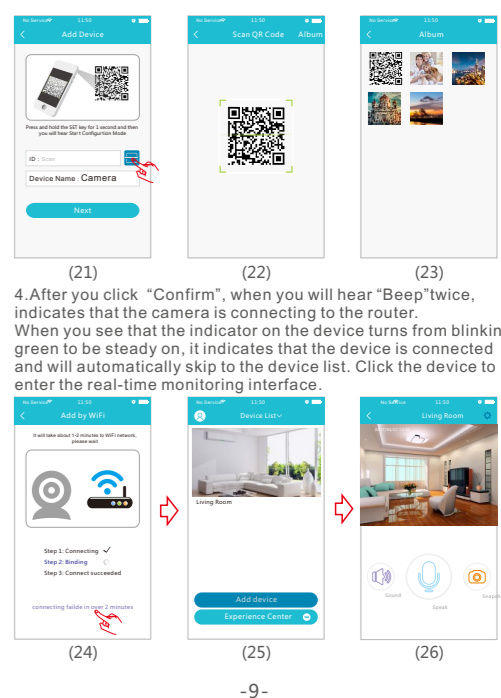 No Service 11:50
Add Device
Press and hold the SET key for 1 second and then
you will hear Start Configurtion Mode
ID : Scan
Device Name : Camera
Next
(21)
No Service 11:50
Scan QR Code Album
(22)
No Service 11:50
Album
(23)
4.After you click “Confirm”, when you will hear “Beep”twice,
indicates that the camera is connecting to the router.
When you see that the indicator on the device turns from blinkin
green to be steady on, it indicates that the device is connected
and will automatically skip to the device list. Click the device to
enter the real-time monitoring interface.
No Service 11:50
Add by WiFi
It will take about 1-2 minutes to WiFi network,
please wait
Step 1: Connecting
Step 2: Binding
Step 3: Connect succeeded
connecting failde in over 2 minutes
(24)
No Service 11:50
Device List
Living Room
Add device
Experience Center
(25)
No Service 11:50
Living Room
Sound
Speak
Snapsh
(26)
-9-